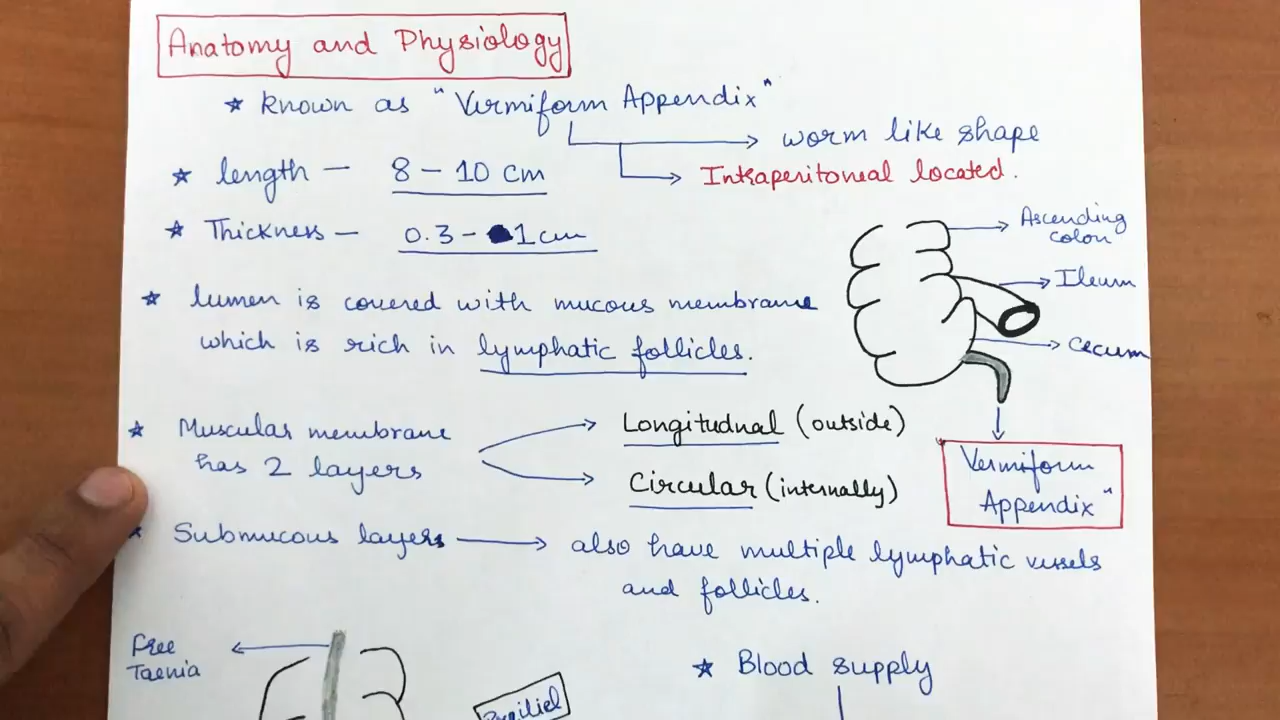 Anatomy and Physiology
★ Known as "Vermiform Appendix"
worm like shape
Intraperitoneal located.
★ length — 8 – 10 cm
★ Thickness — 0.3 – 1 cm
★ lumen is covered with mucous membrane
which is rich in lymphatic follicles.
Ascending
colon
Ileum
Cecum
Vermiform
Appendix"
★ Muscular membrane
has 2 layers
Longitudnal (outside)
Circular (internally)
★ Submucous layers → also have multiple lymphatic vessels
and follicles.
Free
Taenia
★ Blood supply